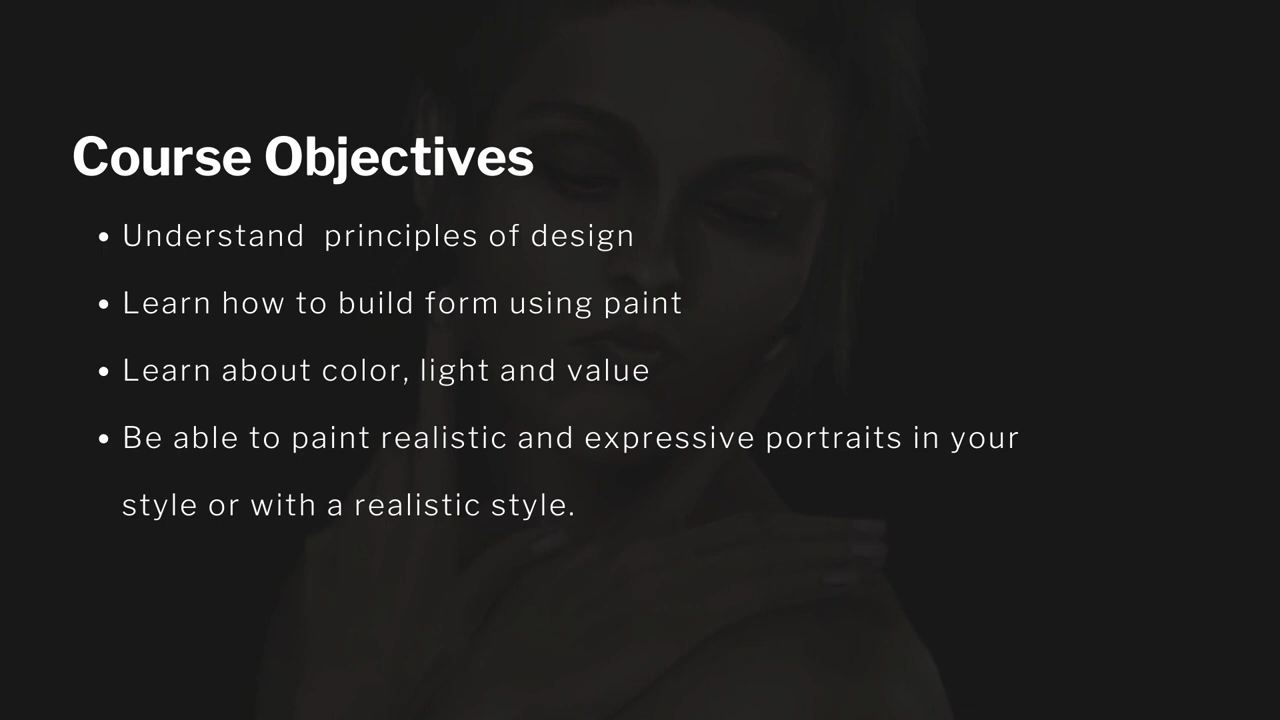 Course Objectives
• Understand  principles of design
• Learn how to build form using paint
• Learn about color, light and value
• Be able to paint realistic and expressive portraits in your
style or with a realistic style.